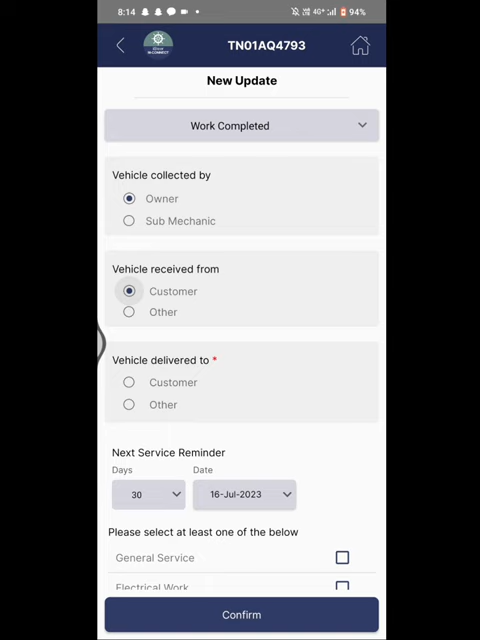 8:14
4G+
94%
TN01AQ4793
New Update
Work Completed
Vehicle collected by
Owner
Sub Mechanic
Vehicle received from
Customer
Other
Vehicle delivered to *
Customer
Other
Next Service Reminder
Days Date
30 16-Jul-2023
Please select at least one of the below
General Service
Electrical Work
Confirm